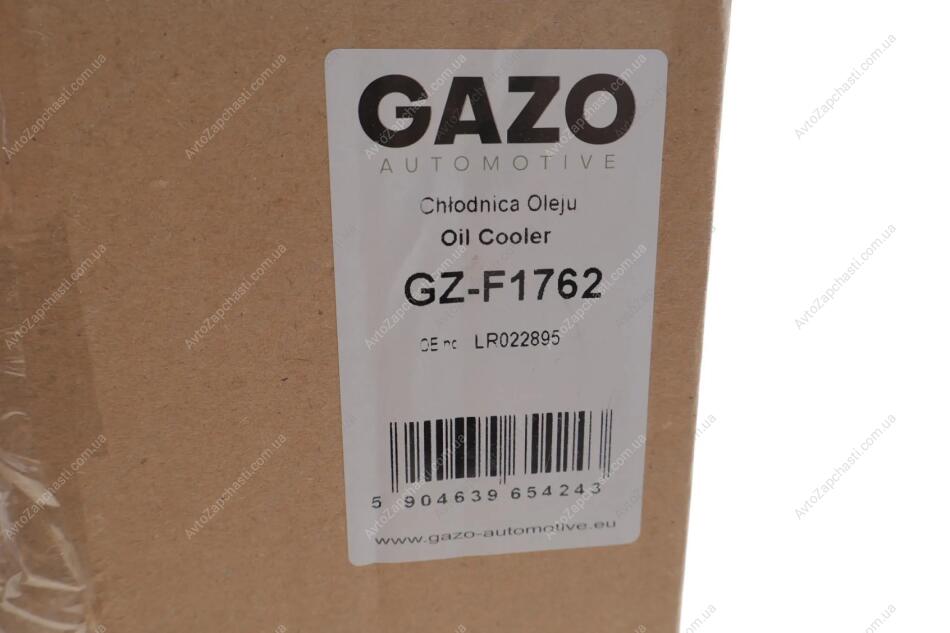 GAZO
AUTOMOTIVE
Chłodnica Oleju
Oil Cooler
GZ-F1762
OE nr LR022895
5 904639 654243
www.gazo-automotive.eu
AvtoZapchasti.com.ua